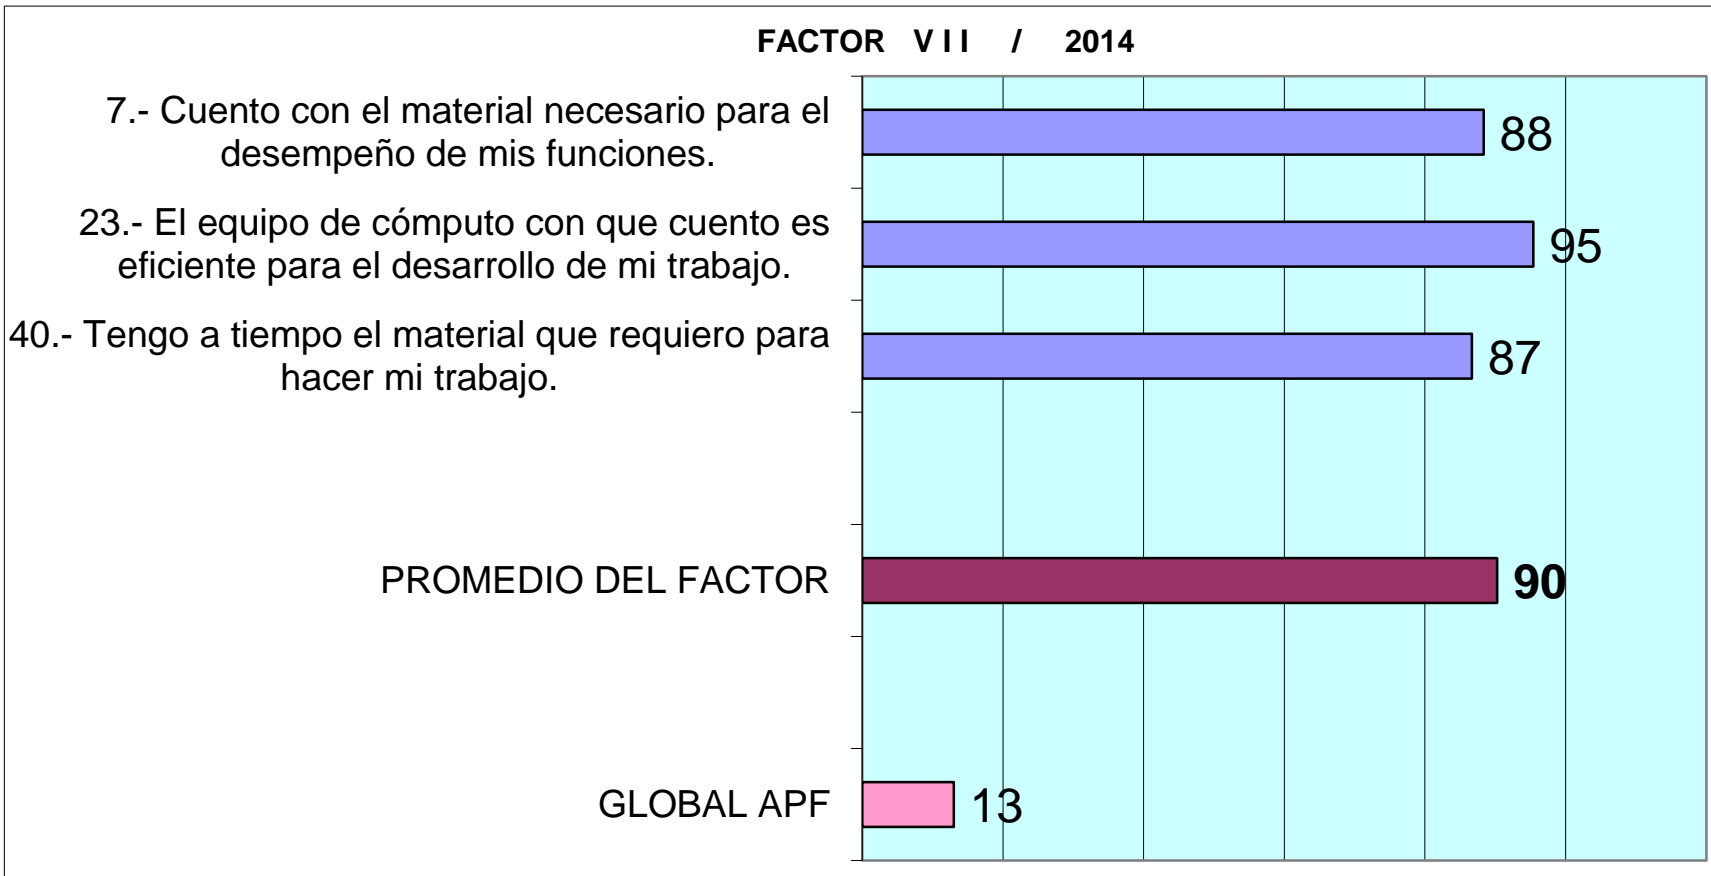 FACTOR V I I / 2014
7.- Cuento con el material necesario para el
desempeño de mis funciones.
88
23.- El equipo de cómputo con que cuento es
eficiente para el desarrollo de mi trabajo.
95
40.- Tengo a tiempo el material que requiero para
hacer mi trabajo.
87
PROMEDIO DEL FACTOR
90
GLOBAL APF
13